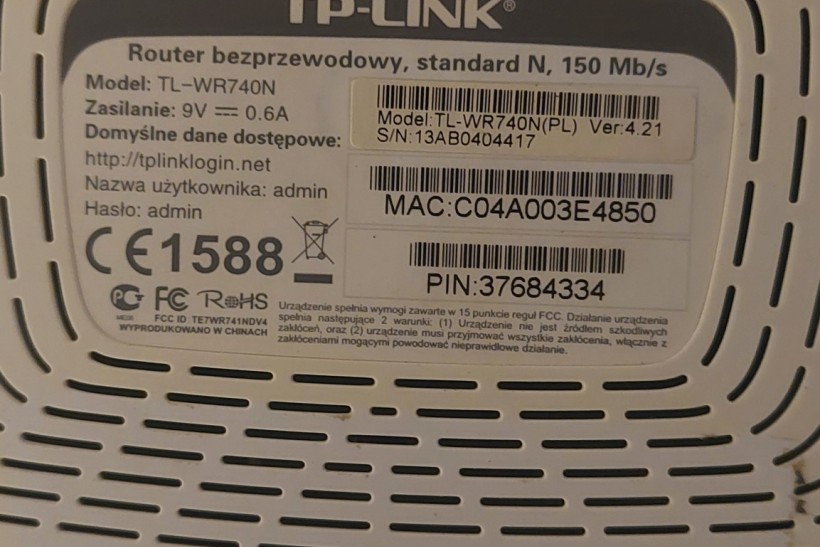 TP-LINK®
Router bezprzewodowy, standard N, 150 Mb/s
Model: TL-WR740N
Zasilanie: 9V ⎓ 0.6A
Domyślne dane dostępowe:
http://tplinklogin.net
Nazwa użytkownika: admin
Hasło: admin
Model:TL-WR740N(PL) Ver:4.21
S/N:13AB0404417
MAC:C04A003E4850
PIN:37684334
CE1588
PG FC RoHS
FCC ID: TE7WR741NDV4
WYPRODUKOWANO W CHINACH
Urządzenie spełnia wymogi zawarte w 15 punkcie reguł FCC. Działanie urządzenia
spełnia następujące 2 warunki: (1) Urządzenie nie jest źródłem szkodliwych
zakłóceń, oraz (2) urządzenie musi przyjmować wszystkie zakłócenia, włącznie z
zakłóceniami mogącymi powodować nieprawidłowe działanie.